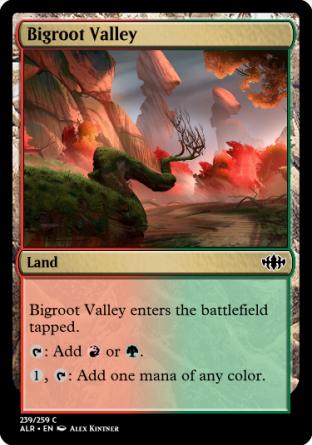 Bigroot Valley
Land
Bigroot Valley enters the battlefield
tapped.
: Add or .
1, : Add one mana of any color.
239/259 C
ALR • EN ALEX KINTNER